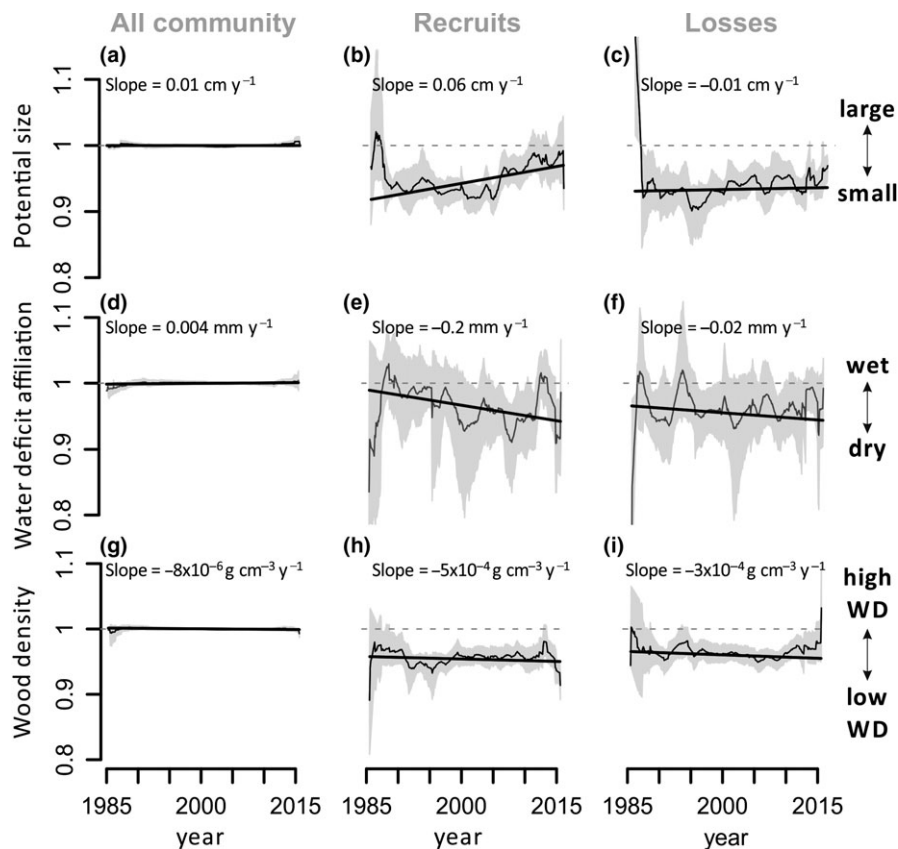 All community Recruits Losses
(a) (b) (c)
Slope = 0.01 cm y⁻¹ Slope = 0.06 cm y⁻¹ Slope = −0.01 cm y⁻¹
Potential size
1.1
1
0.9
0.8
large
small
(d) (e) (f)
Slope = 0.004 mm y⁻¹ Slope = −0.2 mm y⁻¹ Slope = −0.02 mm y⁻¹
Water deficit affiliation
1.1
1
0.9
0.8
wet
dry
(g) (h) (i)
Slope = −8x10⁻⁶ g cm⁻³ y⁻¹ Slope = −5x10⁻⁴ g cm⁻³ y⁻¹ Slope = −3x10⁻⁴ g cm⁻³ y⁻¹
Wood density
1.1
1
0.9
0.8
high
WD
low
WD
1985 2000 2015 1985 2000 2015 1985 2000 2015
year year year